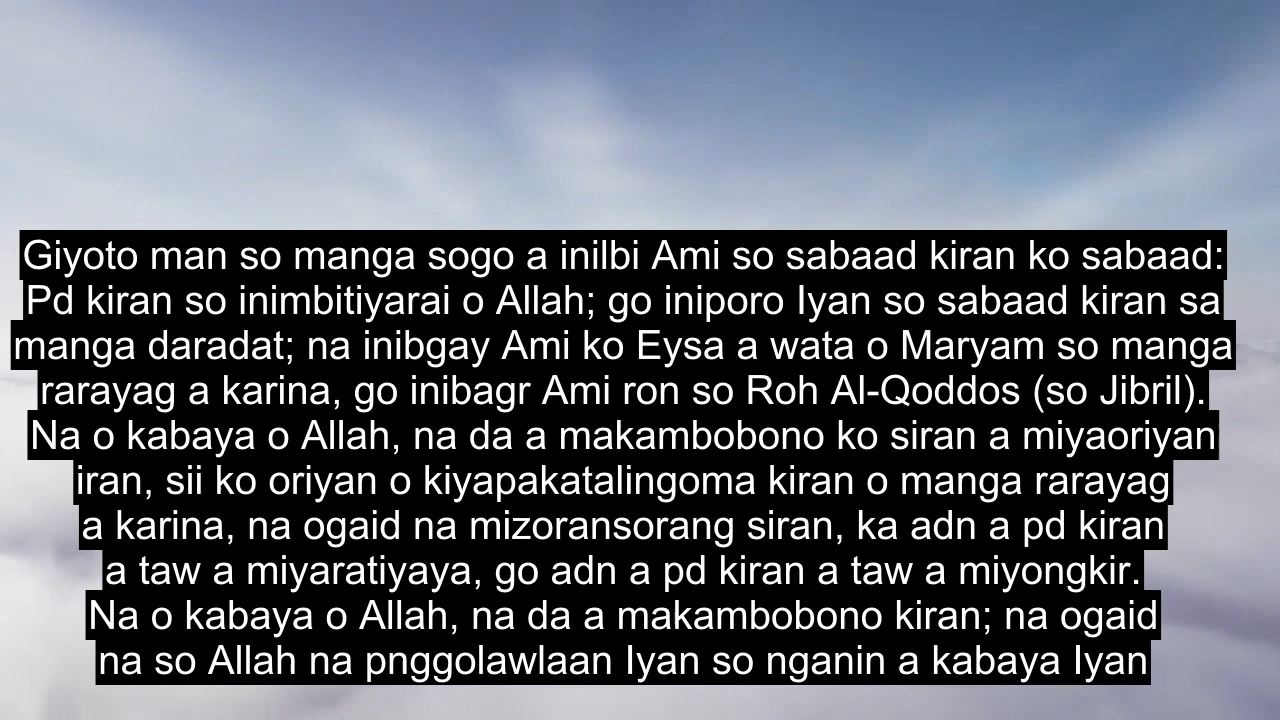 Giyoto man so manga sogo a inilbi Ami so sabaad kiran ko sabaad:
Pd kiran so inimbitiyarai o Allah; go iniporo Iyan so sabaad kiran sa
manga daradat; na inibgay Ami ko Eysa a wata o Maryam so manga
rarayag a karina, go inibagr Ami ron so Roh Al-Qoddos (so Jibril).
Na o kabaya o Allah, na da a makambobono ko siran a miyaoriyan
iran, sii ko oriyan o kiyapakatalingoma kiran o manga rarayag
a karina, na ogaid na mizoransorang siran, ka adn a pd kiran
a taw a miyaratiyaya, go adn a pd kiran a taw a miyongkir.
Na o kabaya o Allah, na da a makambobono kiran; na ogaid
na so Allah na pnggolawlaan Iyan so nganin a kabaya Iyan